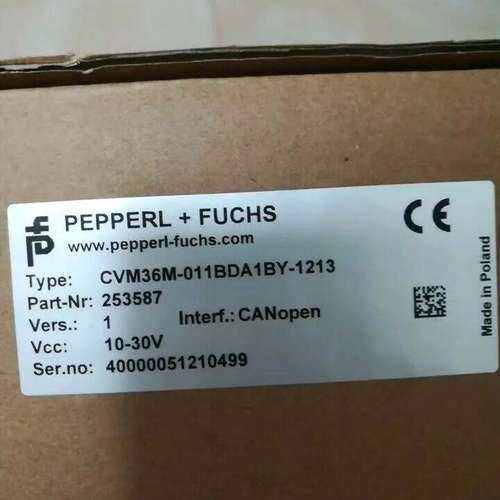 PEPPERL + FUCHS
www.pepperl-fuchs.com
CE
Type: CVM36M-011BDA1BY-1213
Part-Nr: 253587
Vers.: 1 Interf.: CANopen
Vcc: 10-30V
Ser.no: 40000051210499
Made in Poland